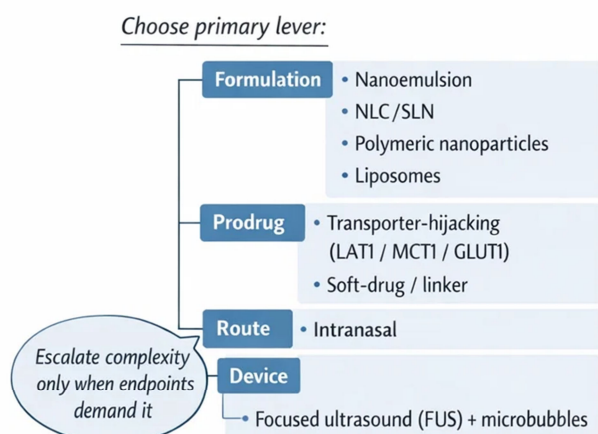 Choose primary lever:
Formulation
• Nanoemulsion
• NLC/SLN
• Polymeric nanoparticles
• Liposomes
Prodrug
• Transporter-hijacking
(LAT1 / MCT1 / GLUT1)
• Soft-drug / linker
Route
• Intranasal
Escalate complexity
only when endpoints
demand it
Device
• Focused ultrasound (FUS) + microbubbles